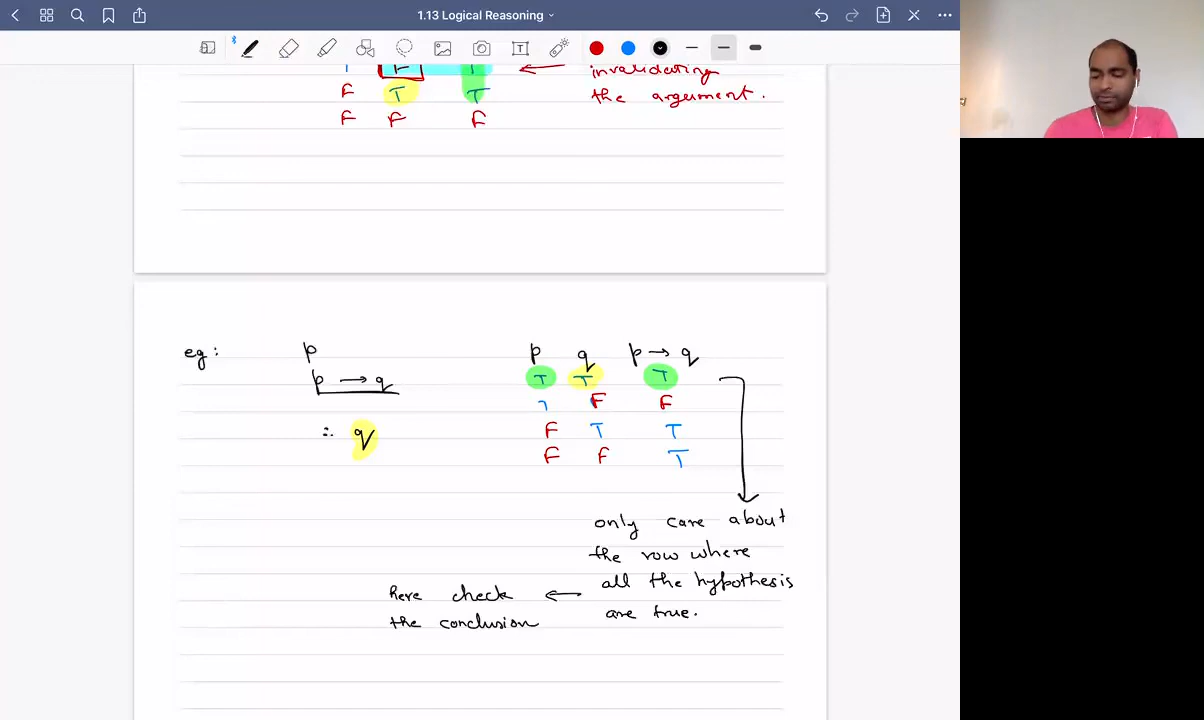 1.13 Logical Reasoning
invalidating
F T T the argument.
F F F
eg: p p q p → q
p → q T T T
T F F
∴ q F T T
F F T
only care about
the row where
all the hypothesis
here check ← are true.
the conclusion